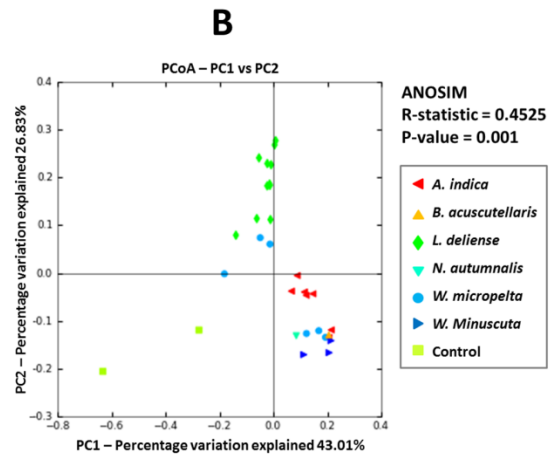 B
PCoA – PC1 vs PC2
PC2 – Percentage variation explained 26.83%
0.4
0.3
0.2
0.1
0.0
−0.1
−0.2
−0.3
−0.8
−0.6
−0.4
−0.2
0.0
0.2
0.4
PC1 – Percentage variation explained 43.01%
ANOSIM
R-statistic = 0.4525
P-value = 0.001
A. indica
B. acuscutellaris
L. deliense
N. autumnalis
W. micropelta
W. Minuscuta
Control